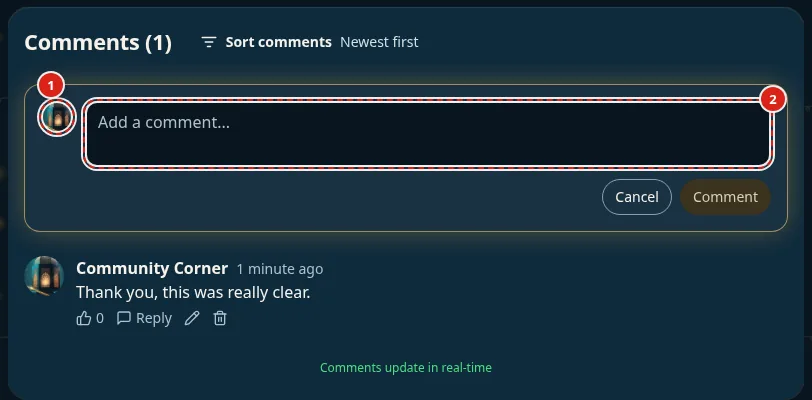 Comments (1)
Sort comments Newest first
1
2
Add a comment...
Cancel
Comment
Community Corner 1 minute ago
Thank you, this was really clear.
0 Reply
Comments update in real-time